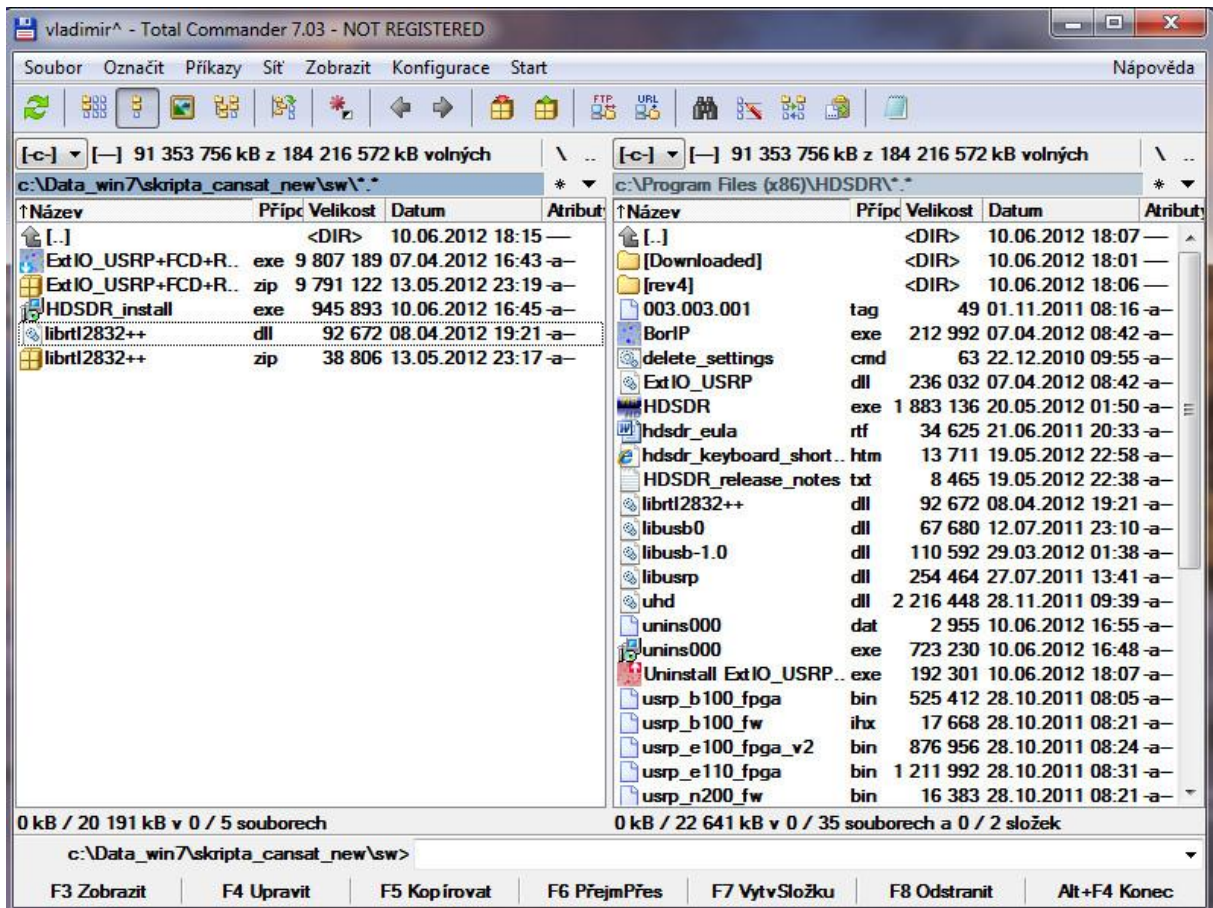 vladimir^ - Total Commander 7.03 - NOT REGISTERED
Soubor Označit Příkazy Síť Zobrazit Konfigurace Start Nápověda
FTP URL
[-c-] [—] 91 353 756 kB z 184 216 572 kB volných \ ..
c:\Data_win7\skripta_cansat_new\sw\*.* * ▼
↑Název Přípc Velikost Datum Atribut
[..] <DIR> 10.06.2012 18:15 —
ExtIO_USRP+FCD+R.. exe 9 807 189 07.04.2012 16:43 -a–
ExtIO_USRP+FCD+R.. zip 9 791 122 13.05.2012 23:19 -a–
HDSDR_install exe 945 893 10.06.2012 16:45 -a–
librtl2832++ dll 92 672 08.04.2012 19:21 -a–
librtl2832++ zip 38 806 13.05.2012 23:17 -a–
0 kB / 20 191 kB v 0 / 5 souborech
[-c-] [—] 91 353 756 kB z 184 216 572 kB volných \ ..
c:\Program Files (x86)\HDSDR\*.* * ▼
↑Název Přípc Velikost Datum Atributy
[..] <DIR> 10.06.2012 18:07 —
[Downloaded] <DIR> 10.06.2012 18:01 —
[rev4] <DIR> 10.06.2012 18:06 —
003.003.001 tag 49 01.11.2011 08:16 -a–
BorIP exe 212 992 07.04.2012 08:42 -a–
delete_settings cmd 63 22.12.2010 09:55 -a–
ExtIO_USRP dll 236 032 07.04.2012 08:42 -a–
HDSDR exe 1 883 136 20.05.2012 01:50 -a–
hdsdr_eula rtf 34 625 21.06.2011 20:33 -a–
hdsdr_keyboard_short.. htm 13 711 19.05.2012 22:58 -a–
HDSDR_release_notes txt 8 465 19.05.2012 22:38 -a–
librtl2832++ dll 92 672 08.04.2012 19:21 -a–
libusb0 dll 67 680 12.07.2011 23:10 -a–
libusb-1.0 dll 110 592 29.03.2012 01:38 -a–
libusrp dll 254 464 27.07.2011 13:41 -a–
uhd dll 2 216 448 28.11.2011 09:39 -a–
unins000 dat 2 955 10.06.2012 16:55 -a–
unins000 exe 723 230 10.06.2012 16:48 -a–
Uninstall ExtIO_USRP.. exe 192 301 10.06.2012 18:07 -a–
usrp_b100_fpga bin 525 412 28.10.2011 08:05 -a–
usrp_b100_fw ihx 17 668 28.10.2011 08:21 -a–
usrp_e100_fpga_v2 bin 876 956 28.10.2011 08:24 -a–
usrp_e110_fpga bin 1 211 992 28.10.2011 08:31 -a–
usrp_n200_fw bin 16 383 28.10.2011 08:21 -a–
0 kB / 22 641 kB v 0 / 35 souborech a 0 / 2 složek
c:\Data_win7\skripta_cansat_new\sw>
F3 Zobrazit F4 Upravit F5 Kopírovat F6 PřejmPřes F7 VytvSložku F8 Odstranit Alt+F4 Konec